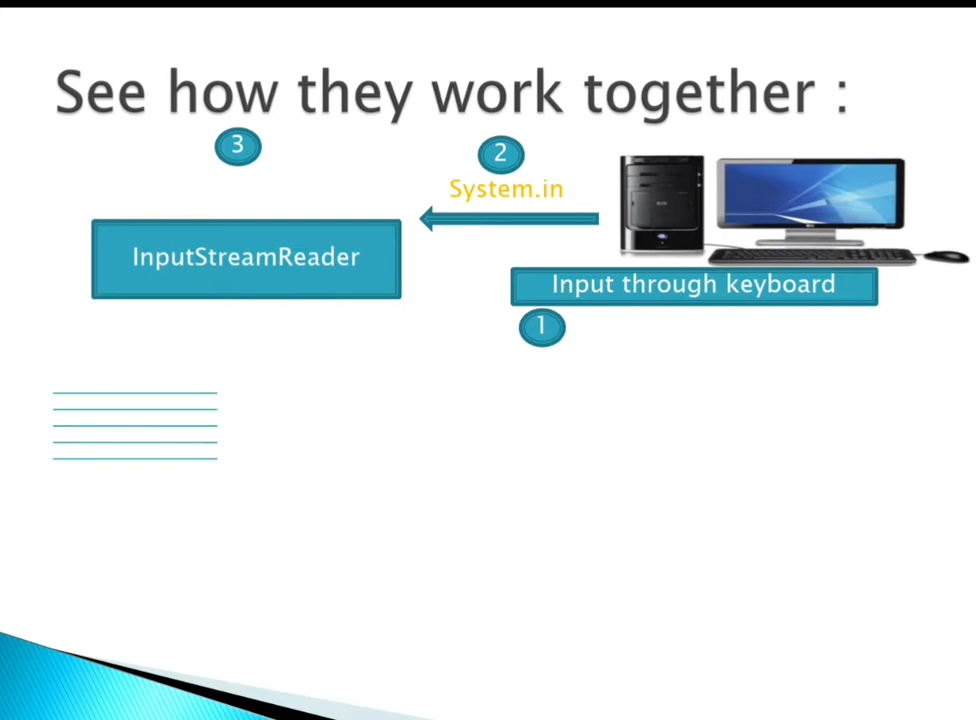 See how they work together :
3
2
System.in
InputStreamReader
Input through keyboard
1